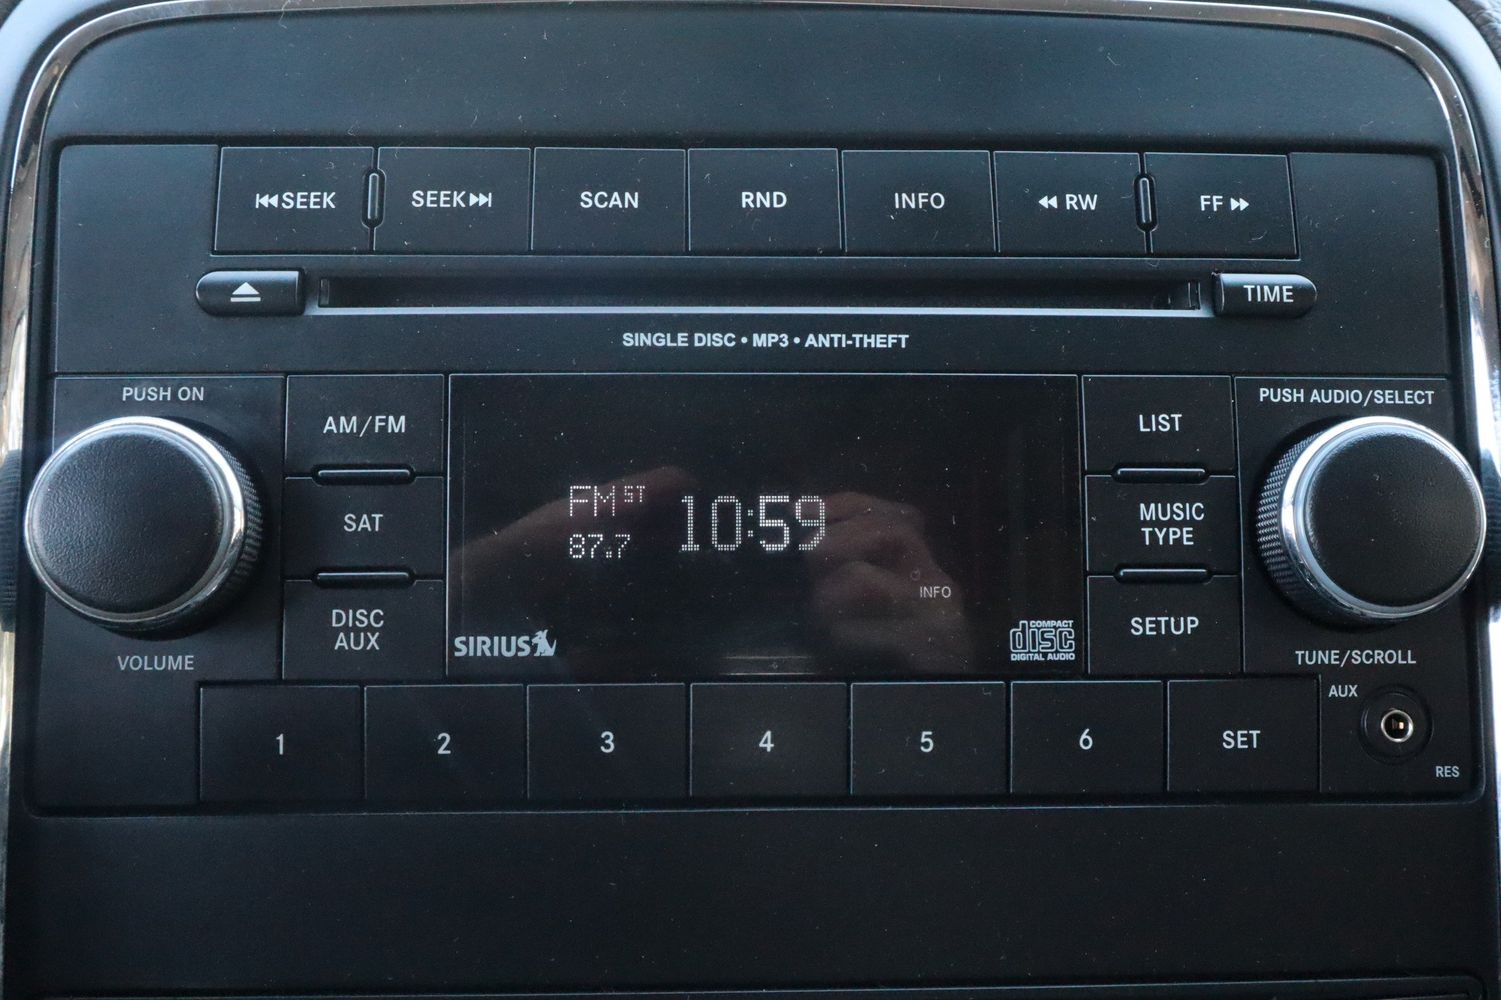 SEEK
SEEK
SCAN
RND
INFO
RW
FF
TIME
SINGLE DISC • MP3 • ANTI-THEFT
PUSH ON
AM/FM
LIST
PUSH AUDIO/SELECT
FM ST
87.7
10:59
SAT
MUSIC
TYPE
INFO
DISC
AUX
SIRIUS
COMPACT
disc
DIGITAL AUDIO
SETUP
VOLUME
TUNE/SCROLL
1
2
3
4
5
6
SET
AUX
RES